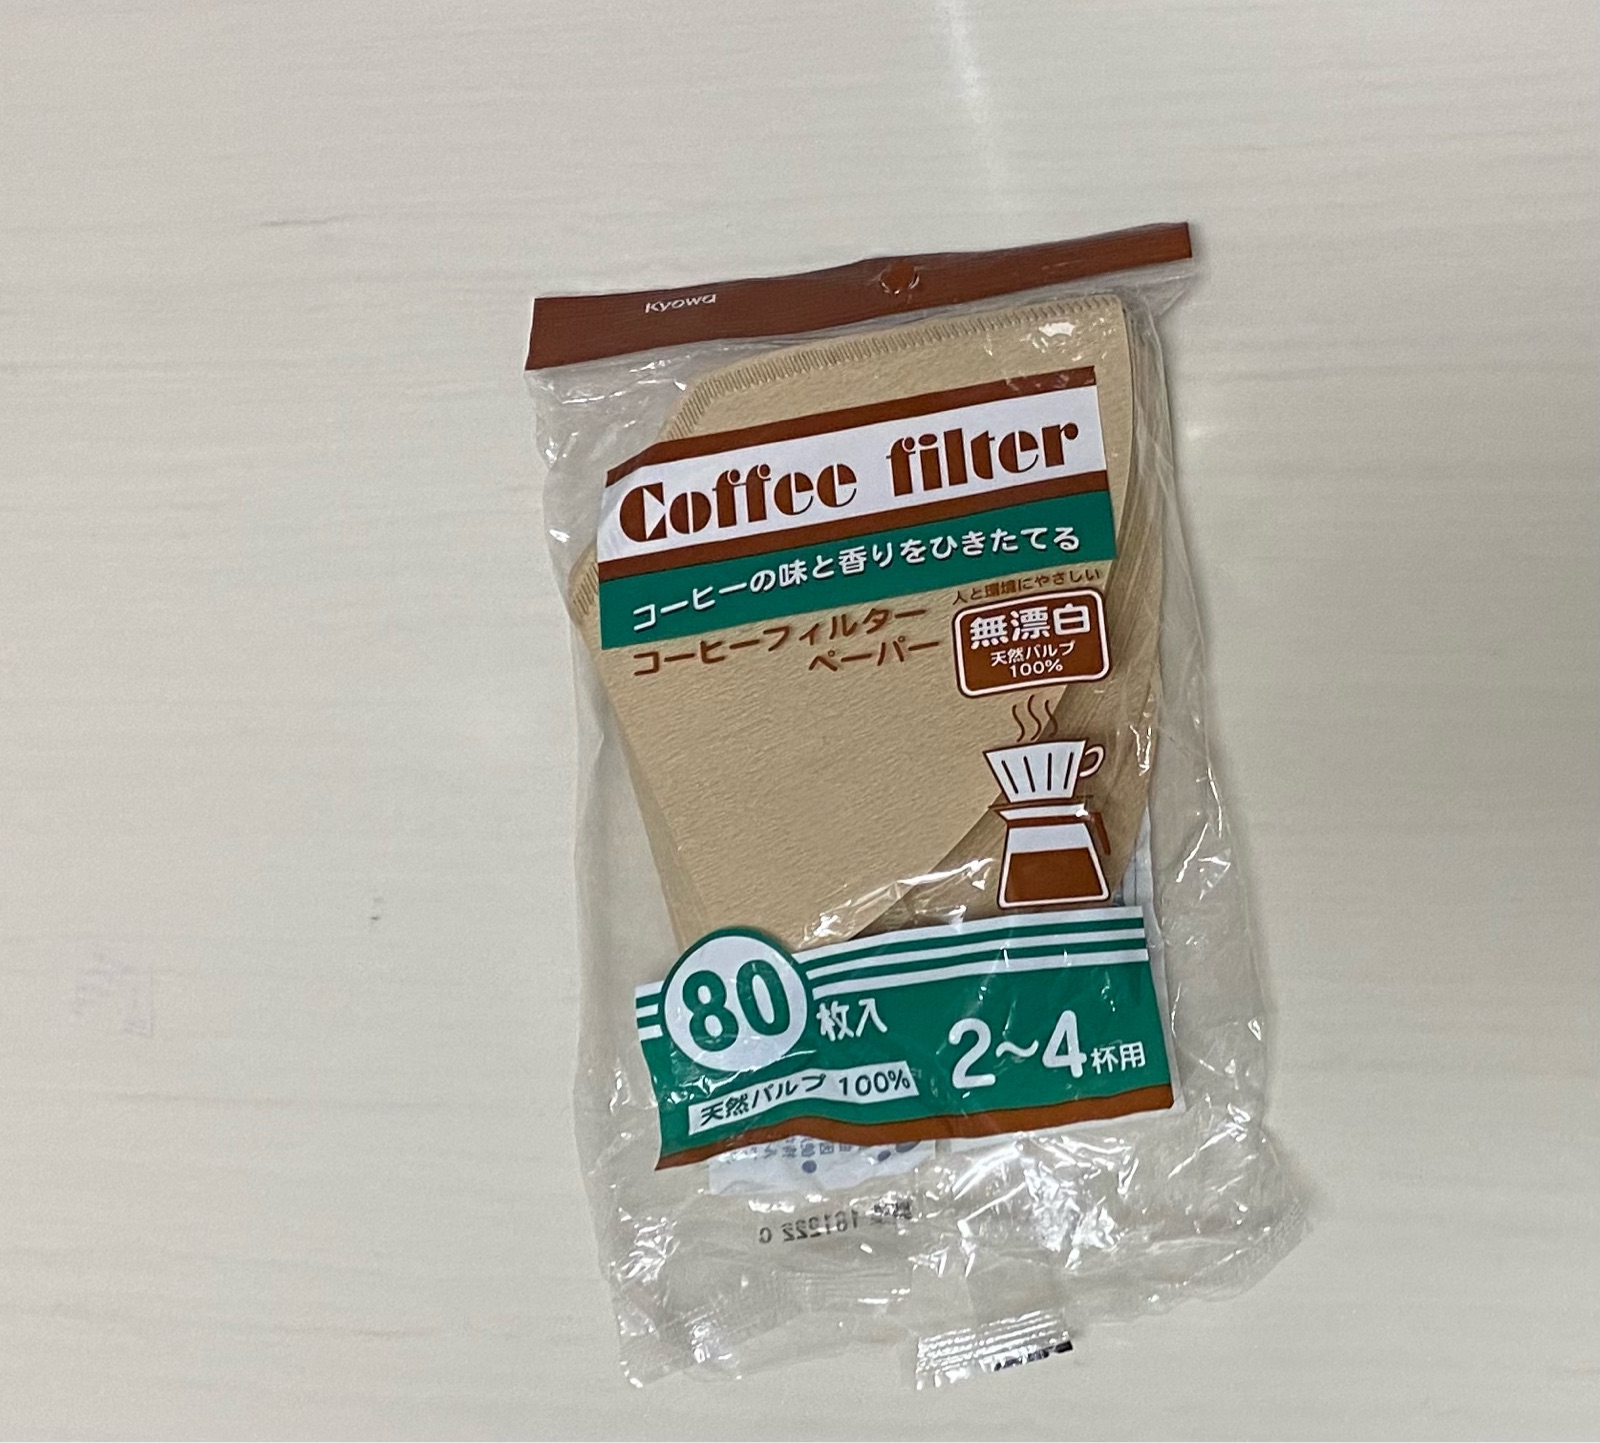 Kyowa
Coffee filter
コーヒーの味と香りをひきたてる
人と環境にやさしい
コーヒーフィルター
ペーパー
無漂白
天然パルプ
100%
80枚入
2〜4杯用
天然パルプ 100%
161222 C